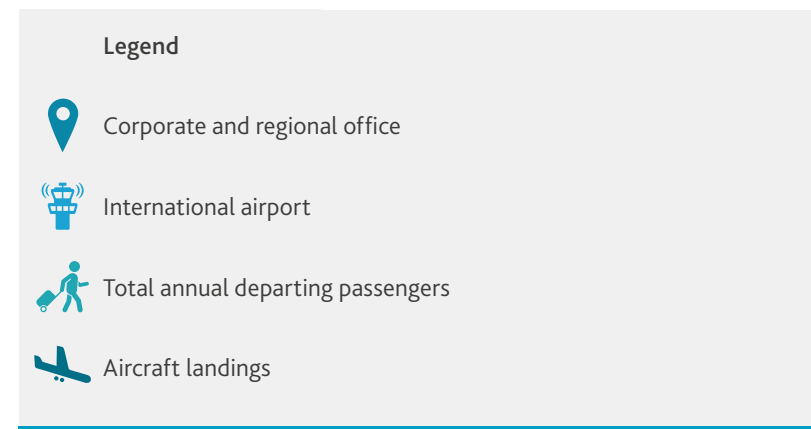 Legend
Corporate and regional office
International airport
Total annual departing passengers
Aircraft landings